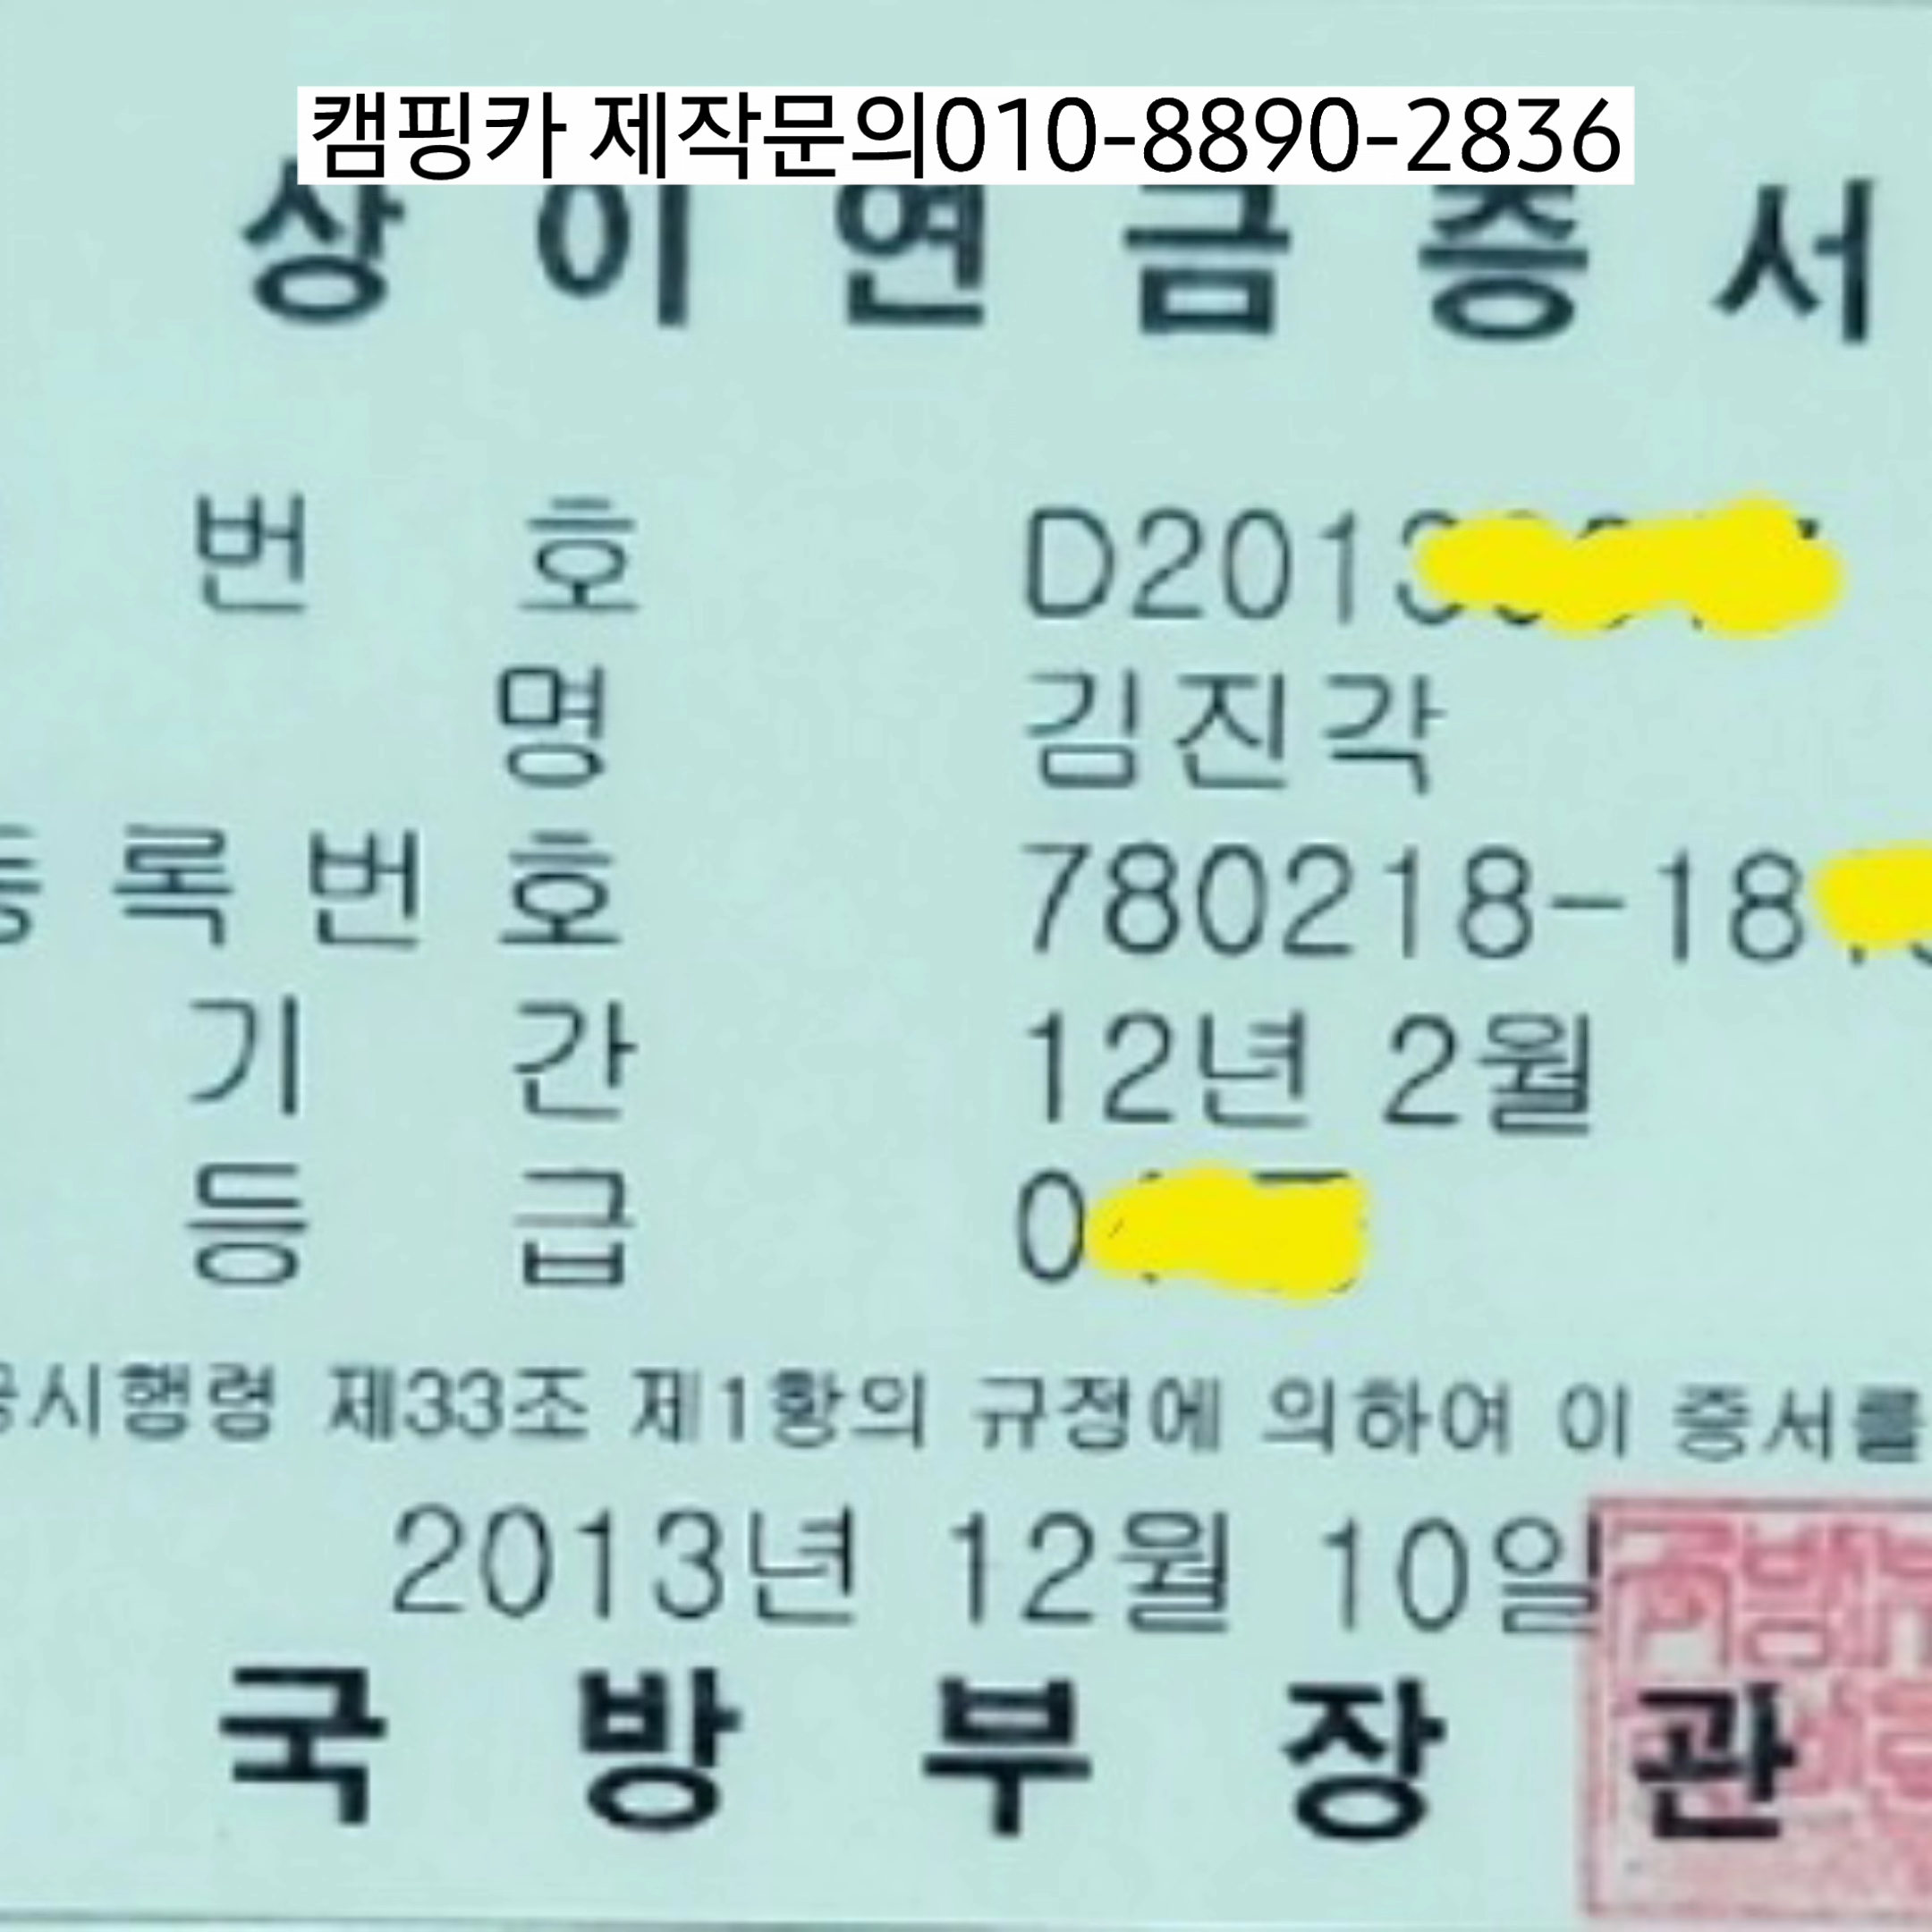 캠핑카 제작문의010-8890-2836
상이연금증서
번 호 D201
명 김진각
록번호 780218-18
기 간 12년 2월
등 급 0
시행령 제33조 제1황의 규정에 의하여 이 증서를
2013년 12월 10일
국방부장관